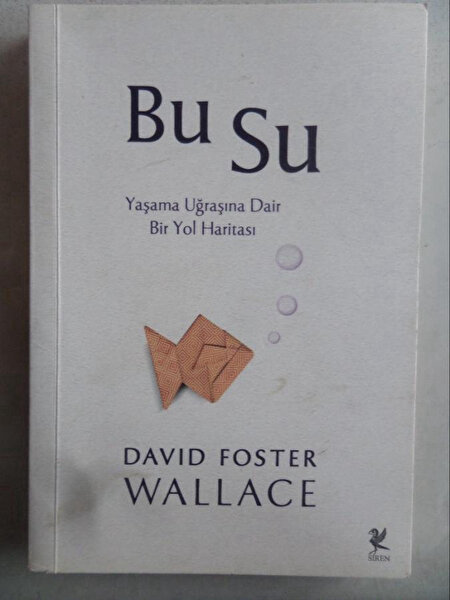 Bu Su
Yaşama Uğraşına Dair
Bir Yol Haritası
DAVID FOSTER
WALLACE
SİREN